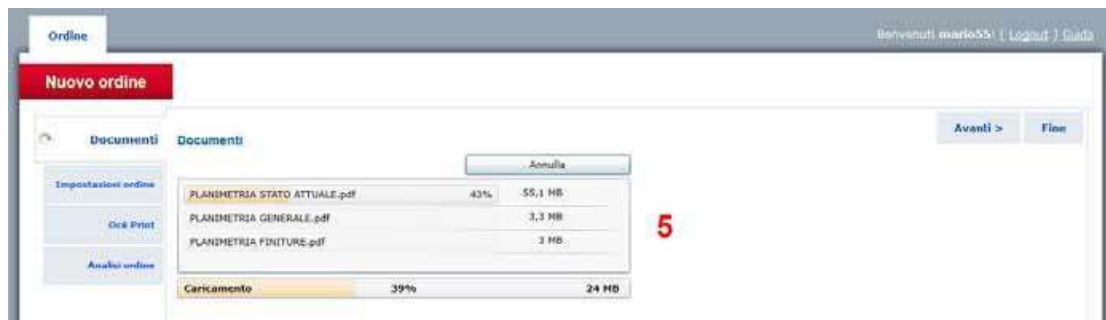 Ordine
Benvenuti mario55! ( Logout ) Guida
Nuovo ordine
Avanti > Fine
Documenti Documenti
Annulla
Impostazioni ordine
PLANIMETRIA STATO ATTUALE.pdf 43% 55,1 MB
PLANIMETRIA GENERALE.pdf 3,3 MB
5
Océ Print
PLANIMETRIA FINITURE.pdf 3 MB
Analisi ordine
Caricamento 39% 24 MB